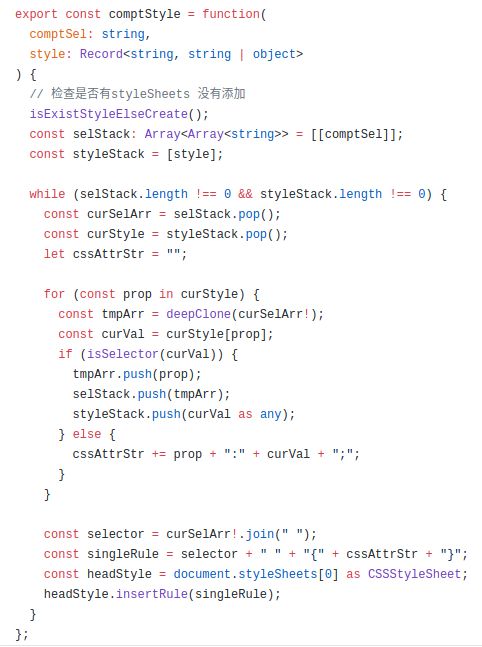 export const comptStyle = function(
  comptSel: string,
  style: Record<string, string | object>
) {
  // 检查是否有styleSheets 没有添加
  isExistStyleElseCreate();
  const selStack: Array<Array<string>> = [[comptSel]];
  const styleStack = [style];

  while (selStack.length !== 0 && styleStack.length !== 0) {
    const curSelArr = selStack.pop();
    const curStyle = styleStack.pop();
    let cssAttrStr = "";

    for (const prop in curStyle) {
      const tmpArr = deepClone(curSelArr!);
      const curVal = curStyle[prop];
      if (isSelector(curVal)) {
        tmpArr.push(prop);
        selStack.push(tmpArr);
        styleStack.push(curVal as any);
      } else {
        cssAttrStr += prop + ":" + curVal + ";";
      }
    }

    const selector = curSelArr!.join(" ");
    const singleRule = selector + " " + "{" + cssAttrStr + "}";
    const headStyle = document.styleSheets[0] as CSSStyleSheet;
    headStyle.insertRule(singleRule);
  }
};